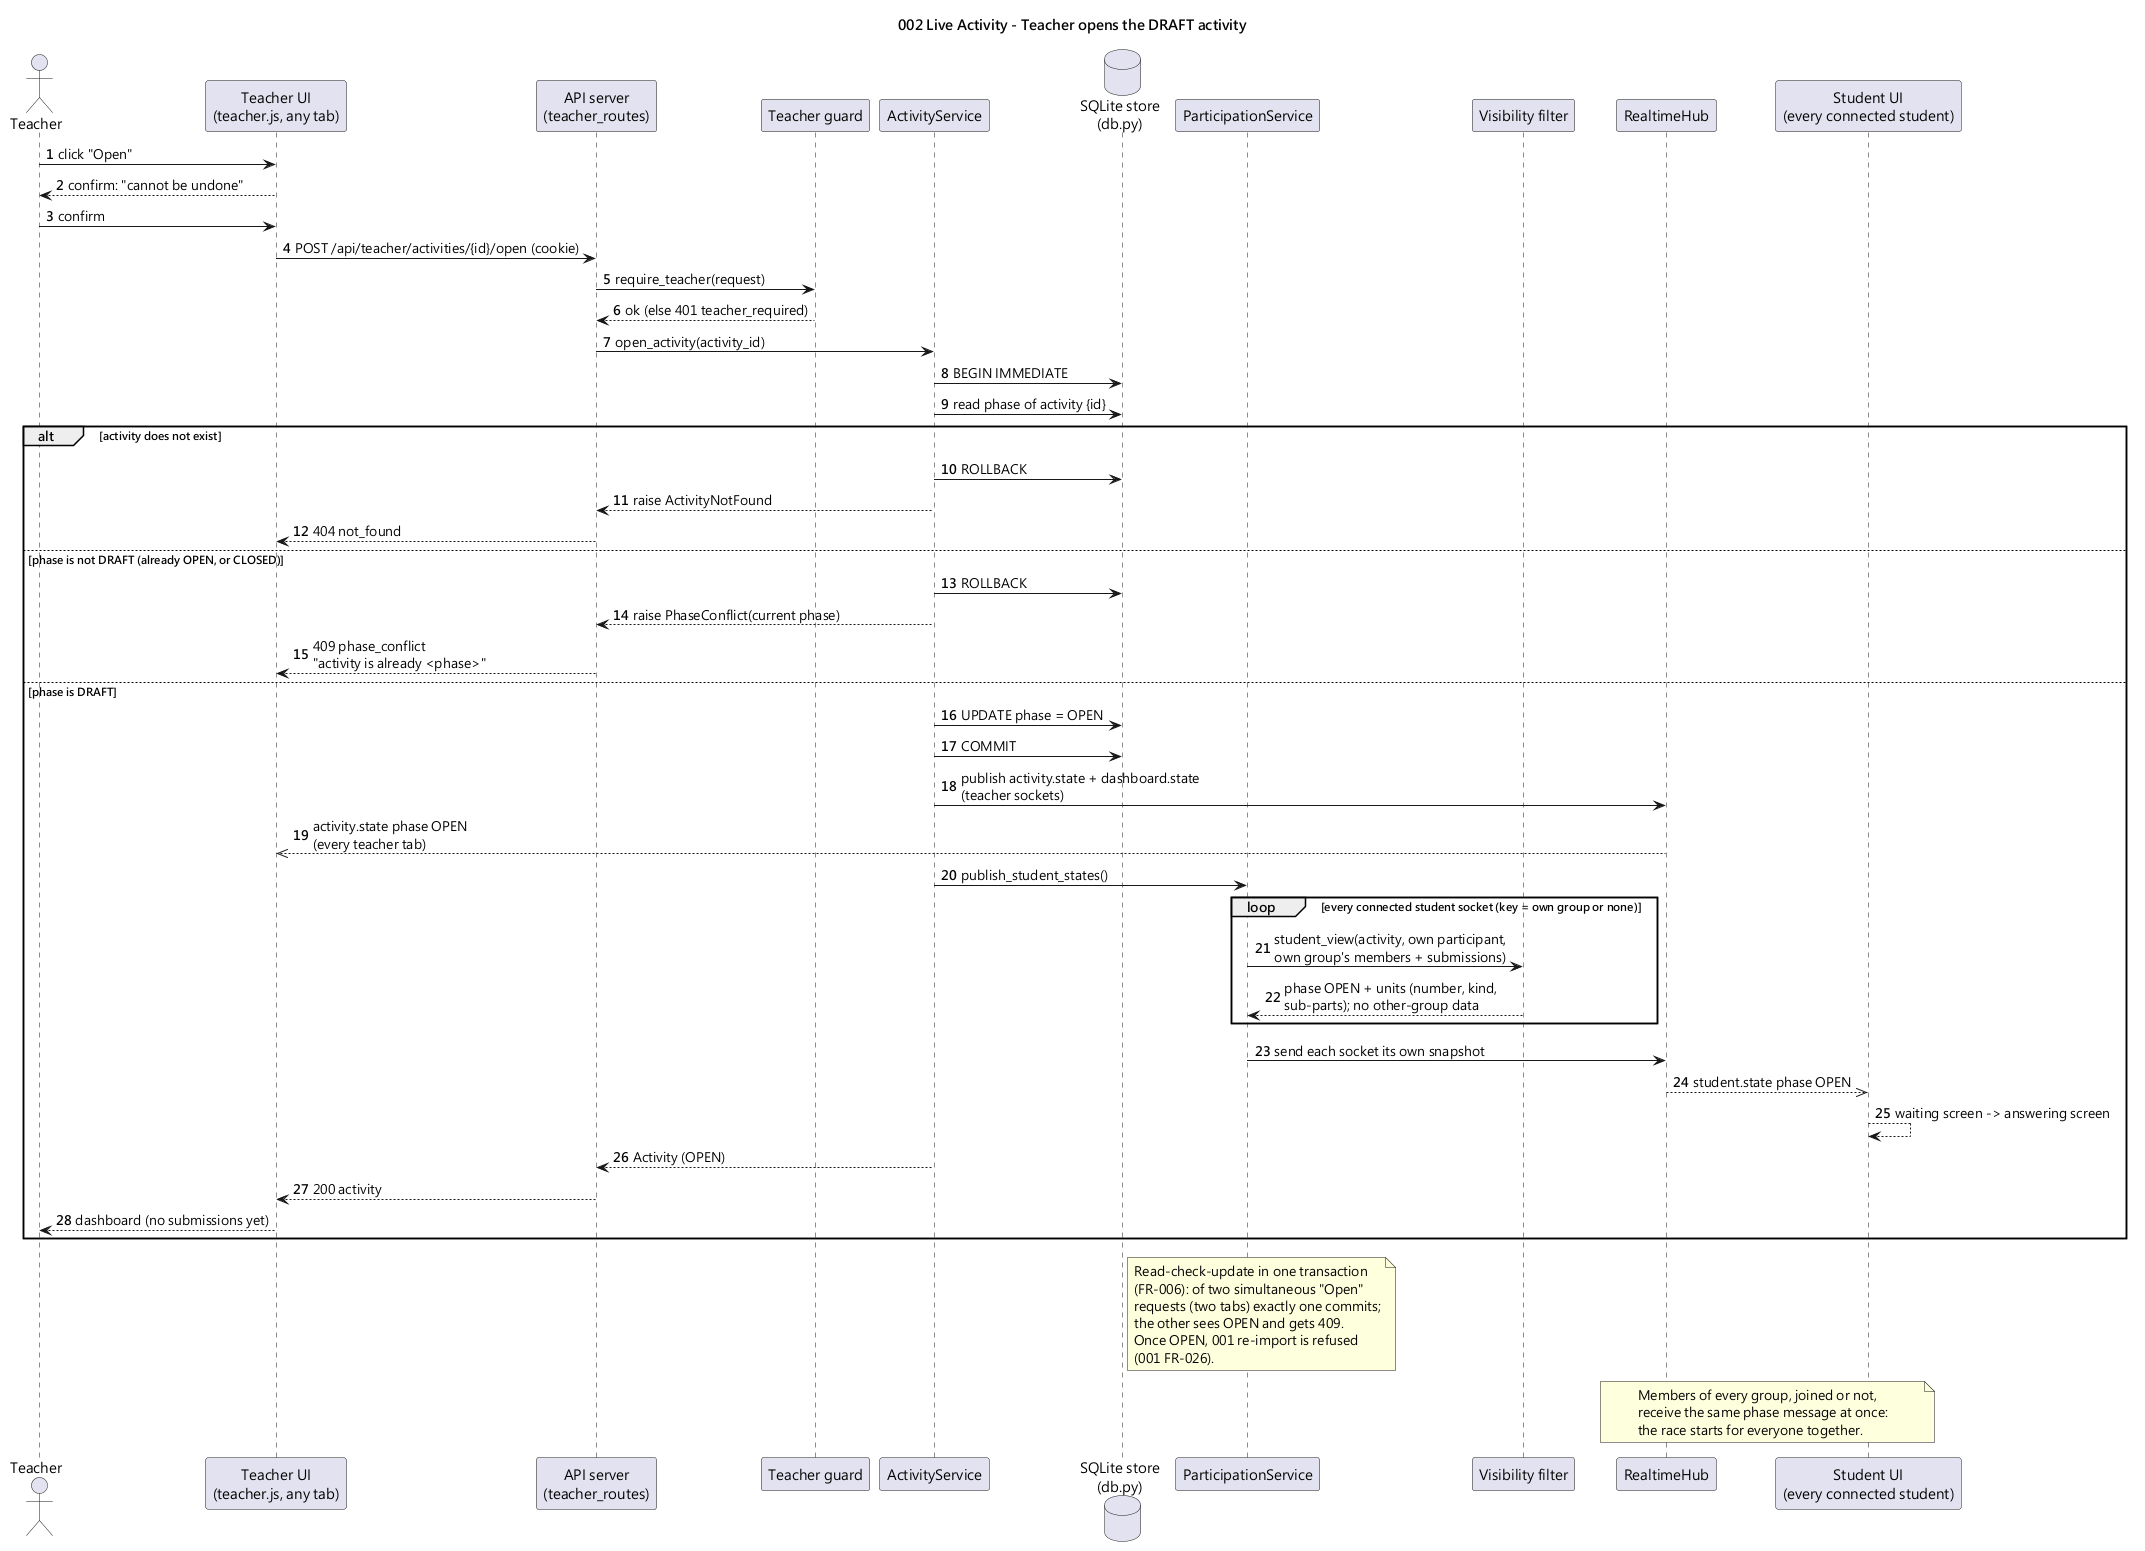 002 Live Activity - Teacher opens the DRAFT activity
Teacher
Teacher UI
(teacher.js, any tab)
API server
(teacher_routes)
Teacher guard
ActivityService
SQLite store
(db.py)
ParticipationService
Visibility filter
RealtimeHub
Student UI
(every connected student)
1 click "Open"
2 confirm: "cannot be undone"
3 confirm
4 POST /api/teacher/activities/{id}/open (cookie)
5 require_teacher(request)
6 ok (else 401 teacher_required)
7 open_activity(activity_id)
8 BEGIN IMMEDIATE
9 read phase of activity {id}
alt [activity does not exist]
10 ROLLBACK
11 raise ActivityNotFound
12 404 not_found
[phase is not DRAFT (already OPEN, or CLOSED)]
13 ROLLBACK
14 raise PhaseConflict(current phase)
15 409 phase_conflict
"activity is already <phase>"
[phase is DRAFT]
16 UPDATE phase = OPEN
17 COMMIT
18 publish activity.state + dashboard.state
(teacher sockets)
19 activity.state phase OPEN
(every teacher tab)
20 publish_student_states()
loop [every connected student socket (key = own group or none)]
21 student_view(activity, own participant,
own group's members + submissions)
22 phase OPEN + units (number, kind,
sub-parts); no other-group data
23 send each socket its own snapshot
24 student.state phase OPEN
25 waiting screen -> answering screen
26 Activity (OPEN)
27 200 activity
28 dashboard (no submissions yet)
Read-check-update in one transaction
(FR-006): of two simultaneous "Open"
requests (two tabs) exactly one commits;
the other sees OPEN and gets 409.
Once OPEN, 001 re-import is refused
(001 FR-026).
Members of every group, joined or not,
receive the same phase message at once:
the race starts for everyone together.
Teacher
Teacher UI
(teacher.js, any tab)
API server
(teacher_routes)
Teacher guard
ActivityService
SQLite store
(db.py)
ParticipationService
Visibility filter
RealtimeHub
Student UI
(every connected student)